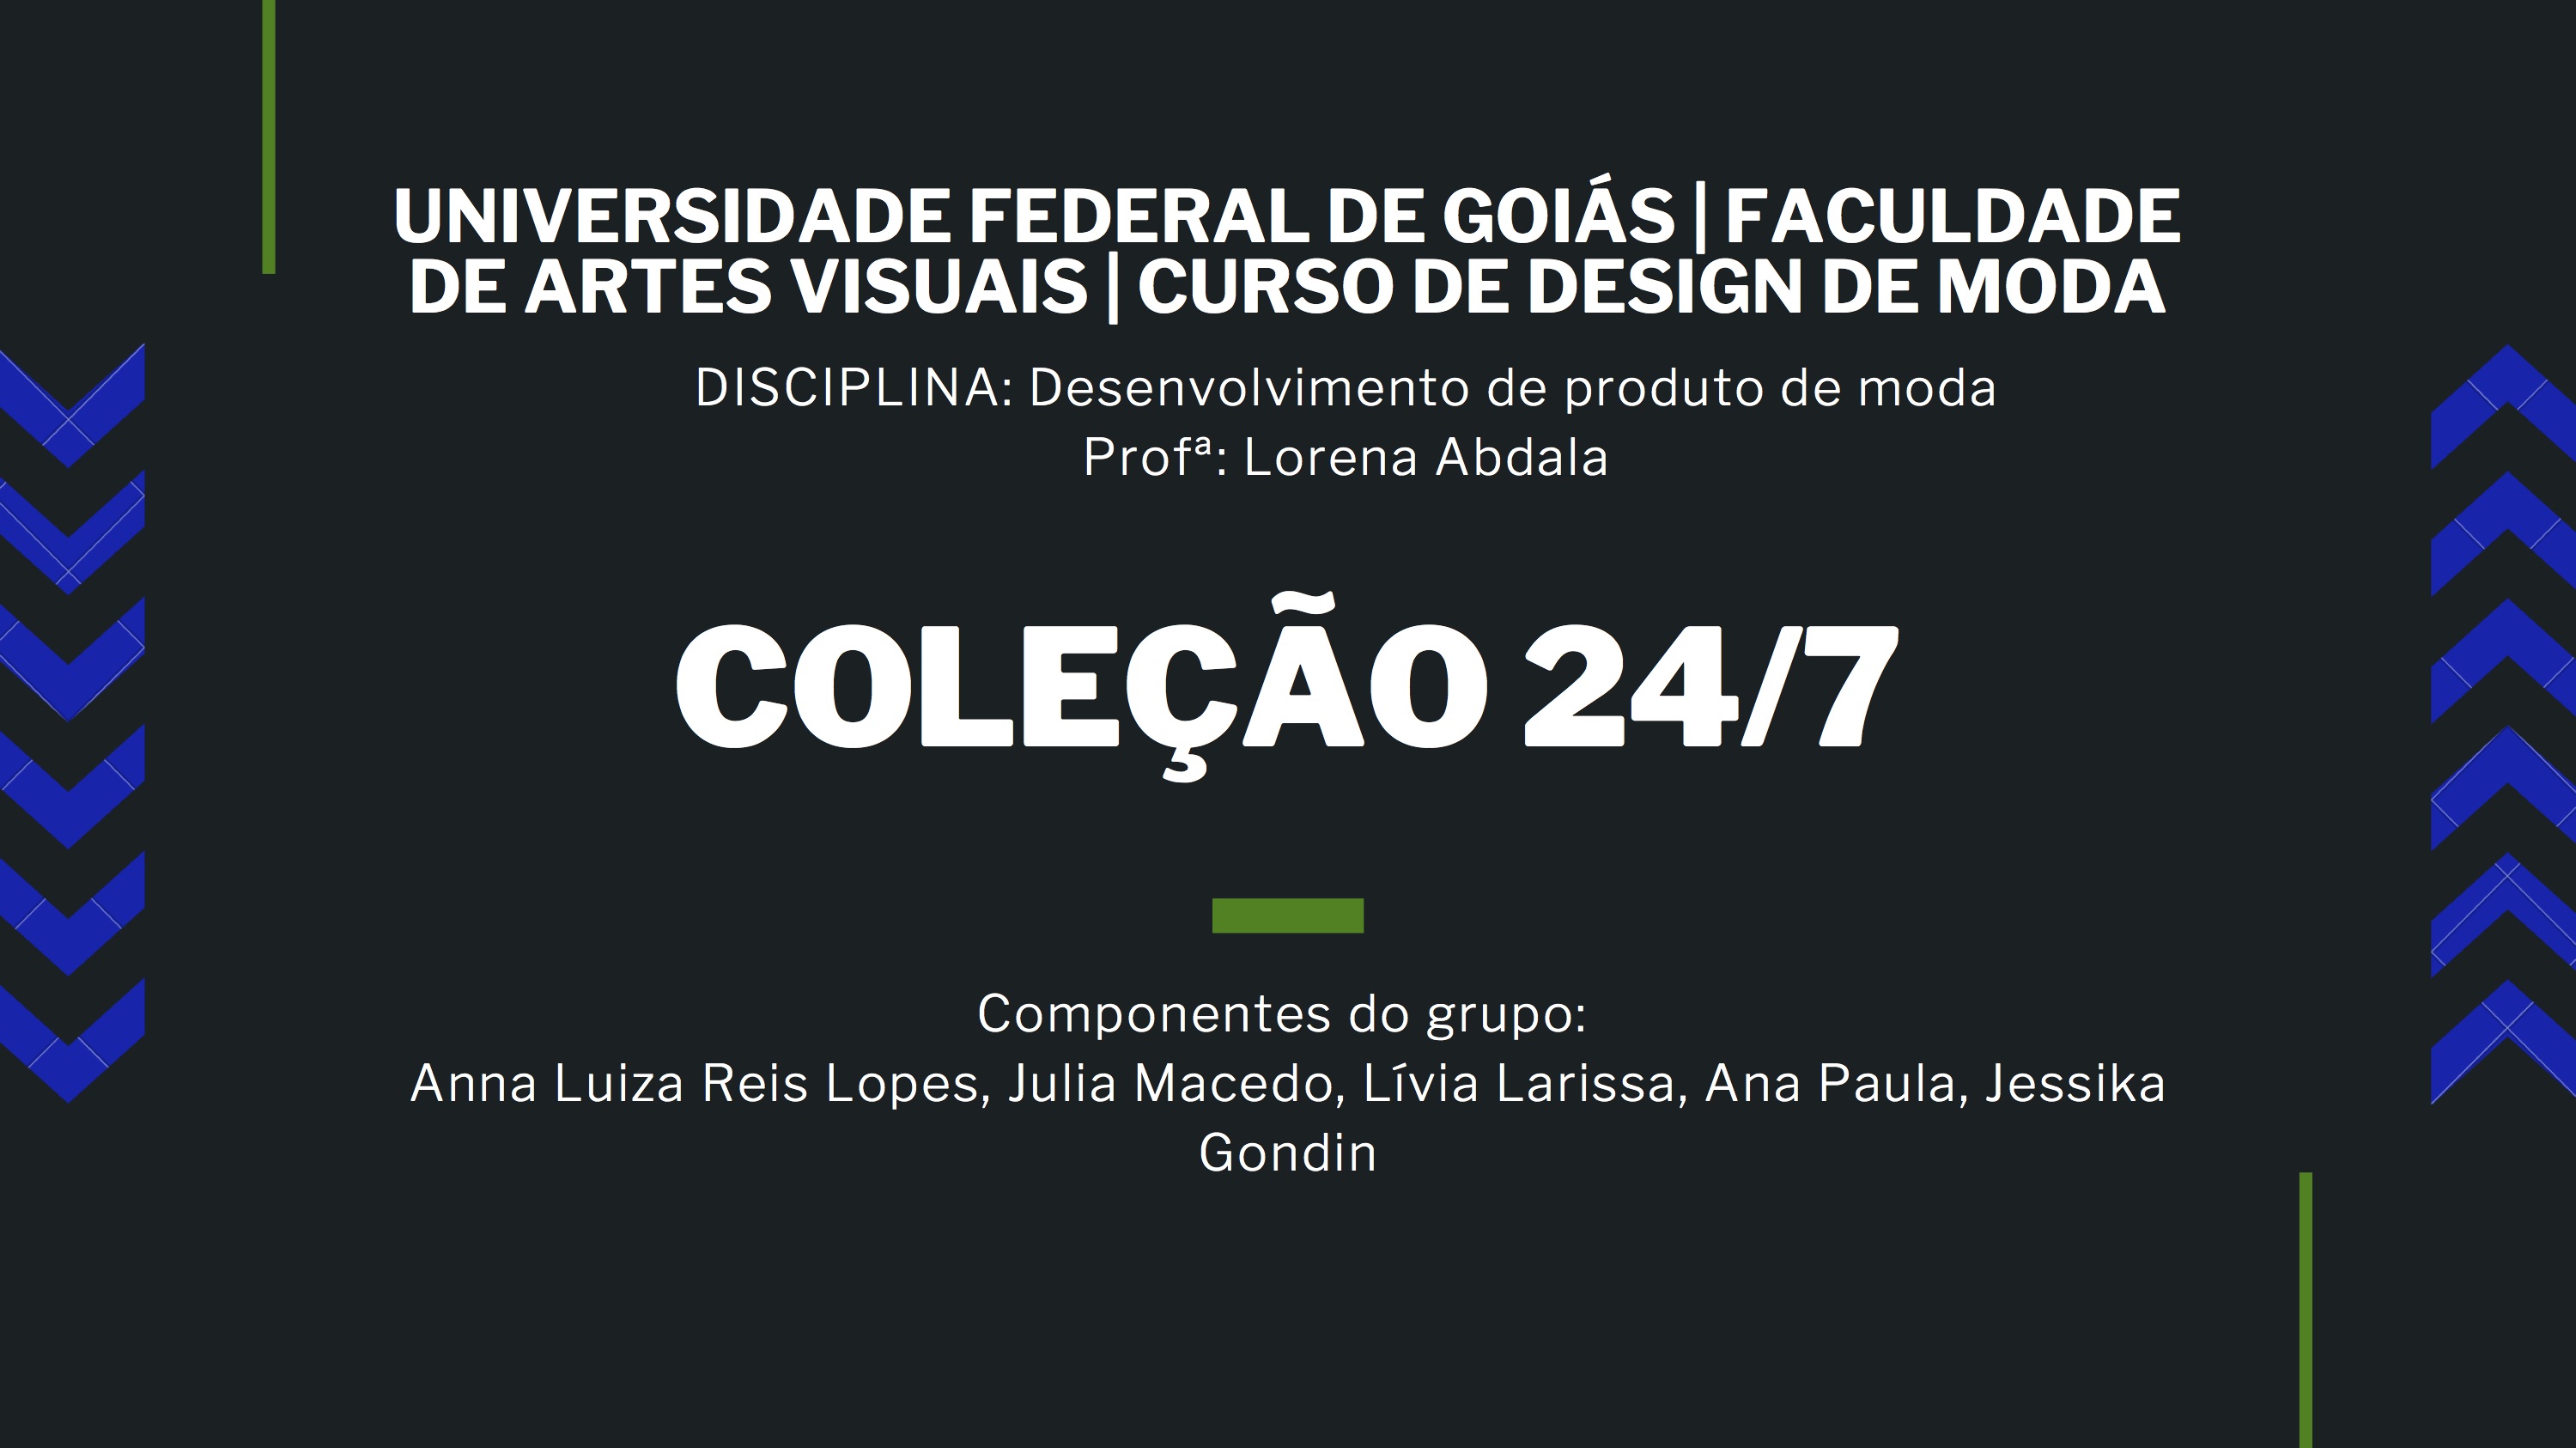 UNIVERSIDADE FEDERAL DE GOIÁS | FACULDADE
DE ARTES VISUAIS | CURSO DE DESIGN DE MODA
DISCIPLINA: Desenvolvimento de produto de moda
Profª: Lorena Abdala
COLEÇÃO 24/7
Componentes do grupo:
Anna Luiza Reis Lopes, Julia Macedo, Lívia Larissa, Ana Paula, Jessika
Gondin